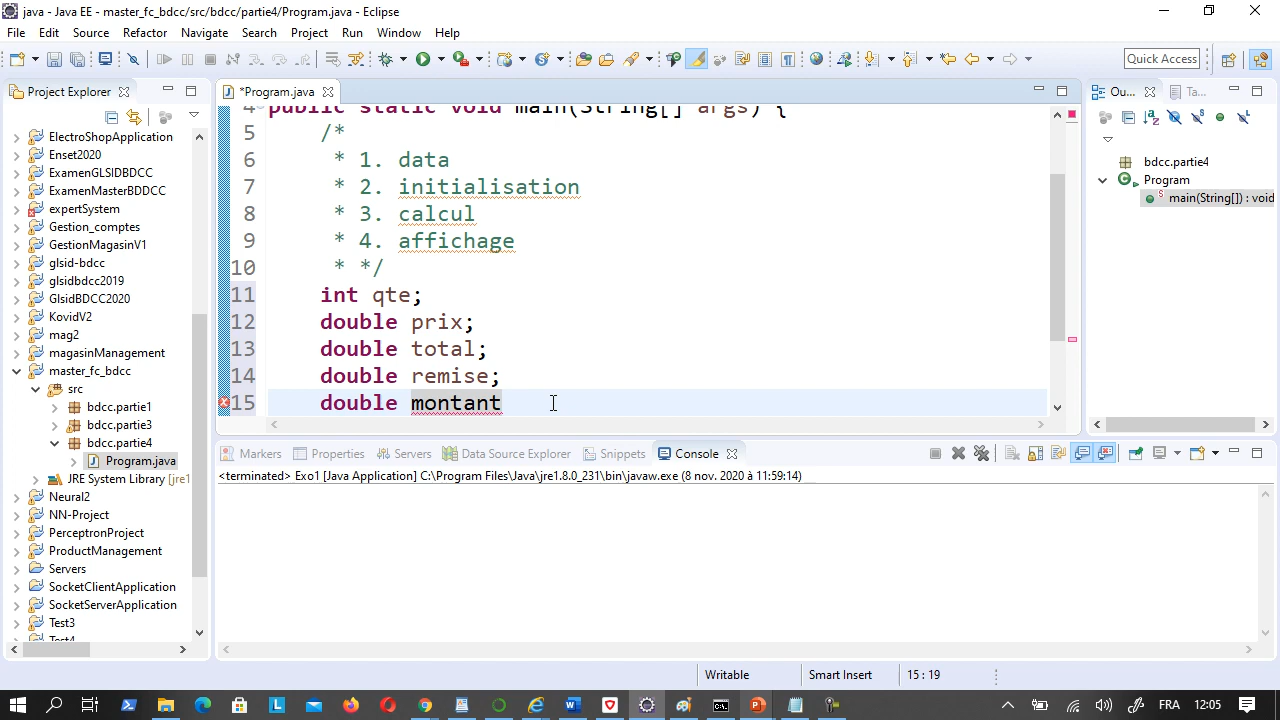 java - Java EE - master_fc_bdcc/src/bdcc/partie4/Program.java - Eclipse
File Edit Source Refactor Navigate Search Project Run Window Help
Quick Access
Project Explorer
*Program.java
Ou...
Ta...
ElectroShopApplication
Enset2020
ExamenGLSIDBDCC
ExamenMasterBDDCC
expertSystem
Gestion_comptes
GestionMagasinV1
glsid-bdcc
glsidbdcc2019
GlsidBDCC2020
KovidV2
mag2
magasinManagement
master_fc_bdcc
src
bdcc.partie1
bdcc.partie3
bdcc.partie4
Program.java
JRE System Library [jre1
Neural2
NN-Project
PerceptronProject
ProductManagement
Servers
SocketClientApplication
SocketServerApplication
Test3
Test4
4 public static void main(String[] args) {
5 /*
6 * 1. data
7 * 2. initialisation
8 * 3. calcul
9 * 4. affichage
10 * */
11 int qte;
12 double prix;
13 double total;
14 double remise;
15 double montant
bdcc.partie4
Program
main(String[]) : void
Markers Properties Servers Data Source Explorer Snippets Console
<terminated> Exo1 [Java Application] C:\Program Files\Java\jre1.8.0_231\bin\javaw.exe (8 nov. 2020 à 11:59:14)
Writable Smart Insert 15 : 19
FRA 12:05